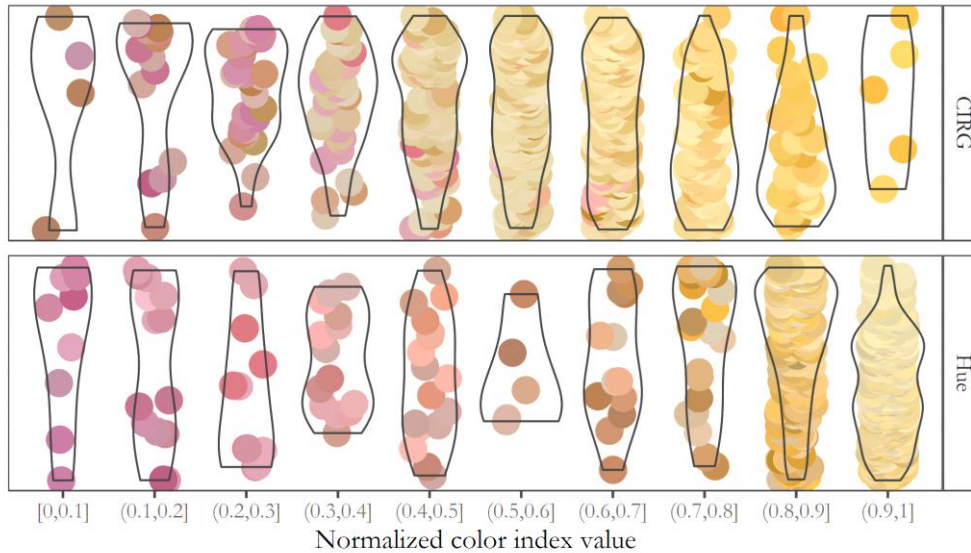 CIRG
Hue
[0,0.1] (0.1,0.2] (0.2,0.3] (0.3,0.4] (0.4,0.5] (0.5,0.6] (0.6,0.7] (0.7,0.8] (0.8,0.9] (0.9,1]
Normalized color index value